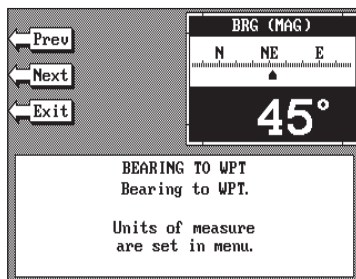 Prev
Next
Exit
BRG (MAG)
N NE E
45°
BEARING TO WPT
Bearing to WPT.
Units of measure
are set in menu.